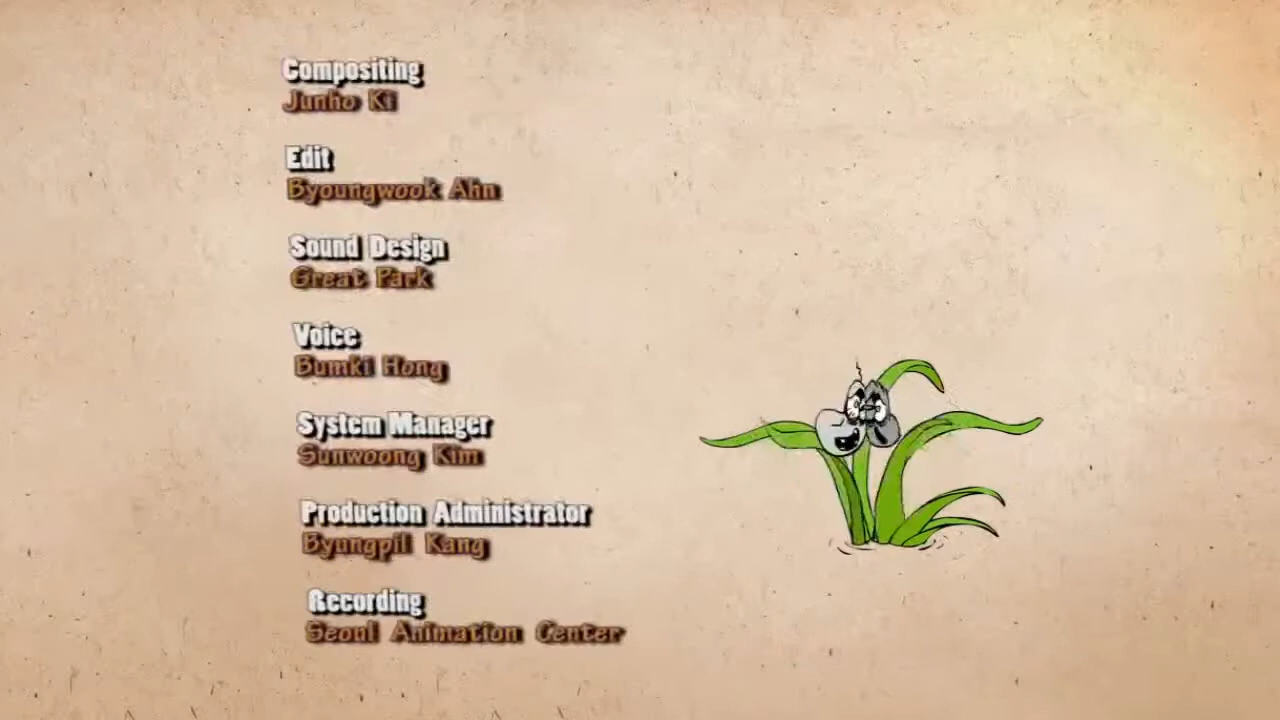 Compositing
Junho Ki
Edit
Byoungwook Ahn
Sound Design
Great Park
Voice
Bumki Hong
System Manager
Sunwoong Kim
Production Administrator
Byungpil Kang
Recording
Seoul Animation Center